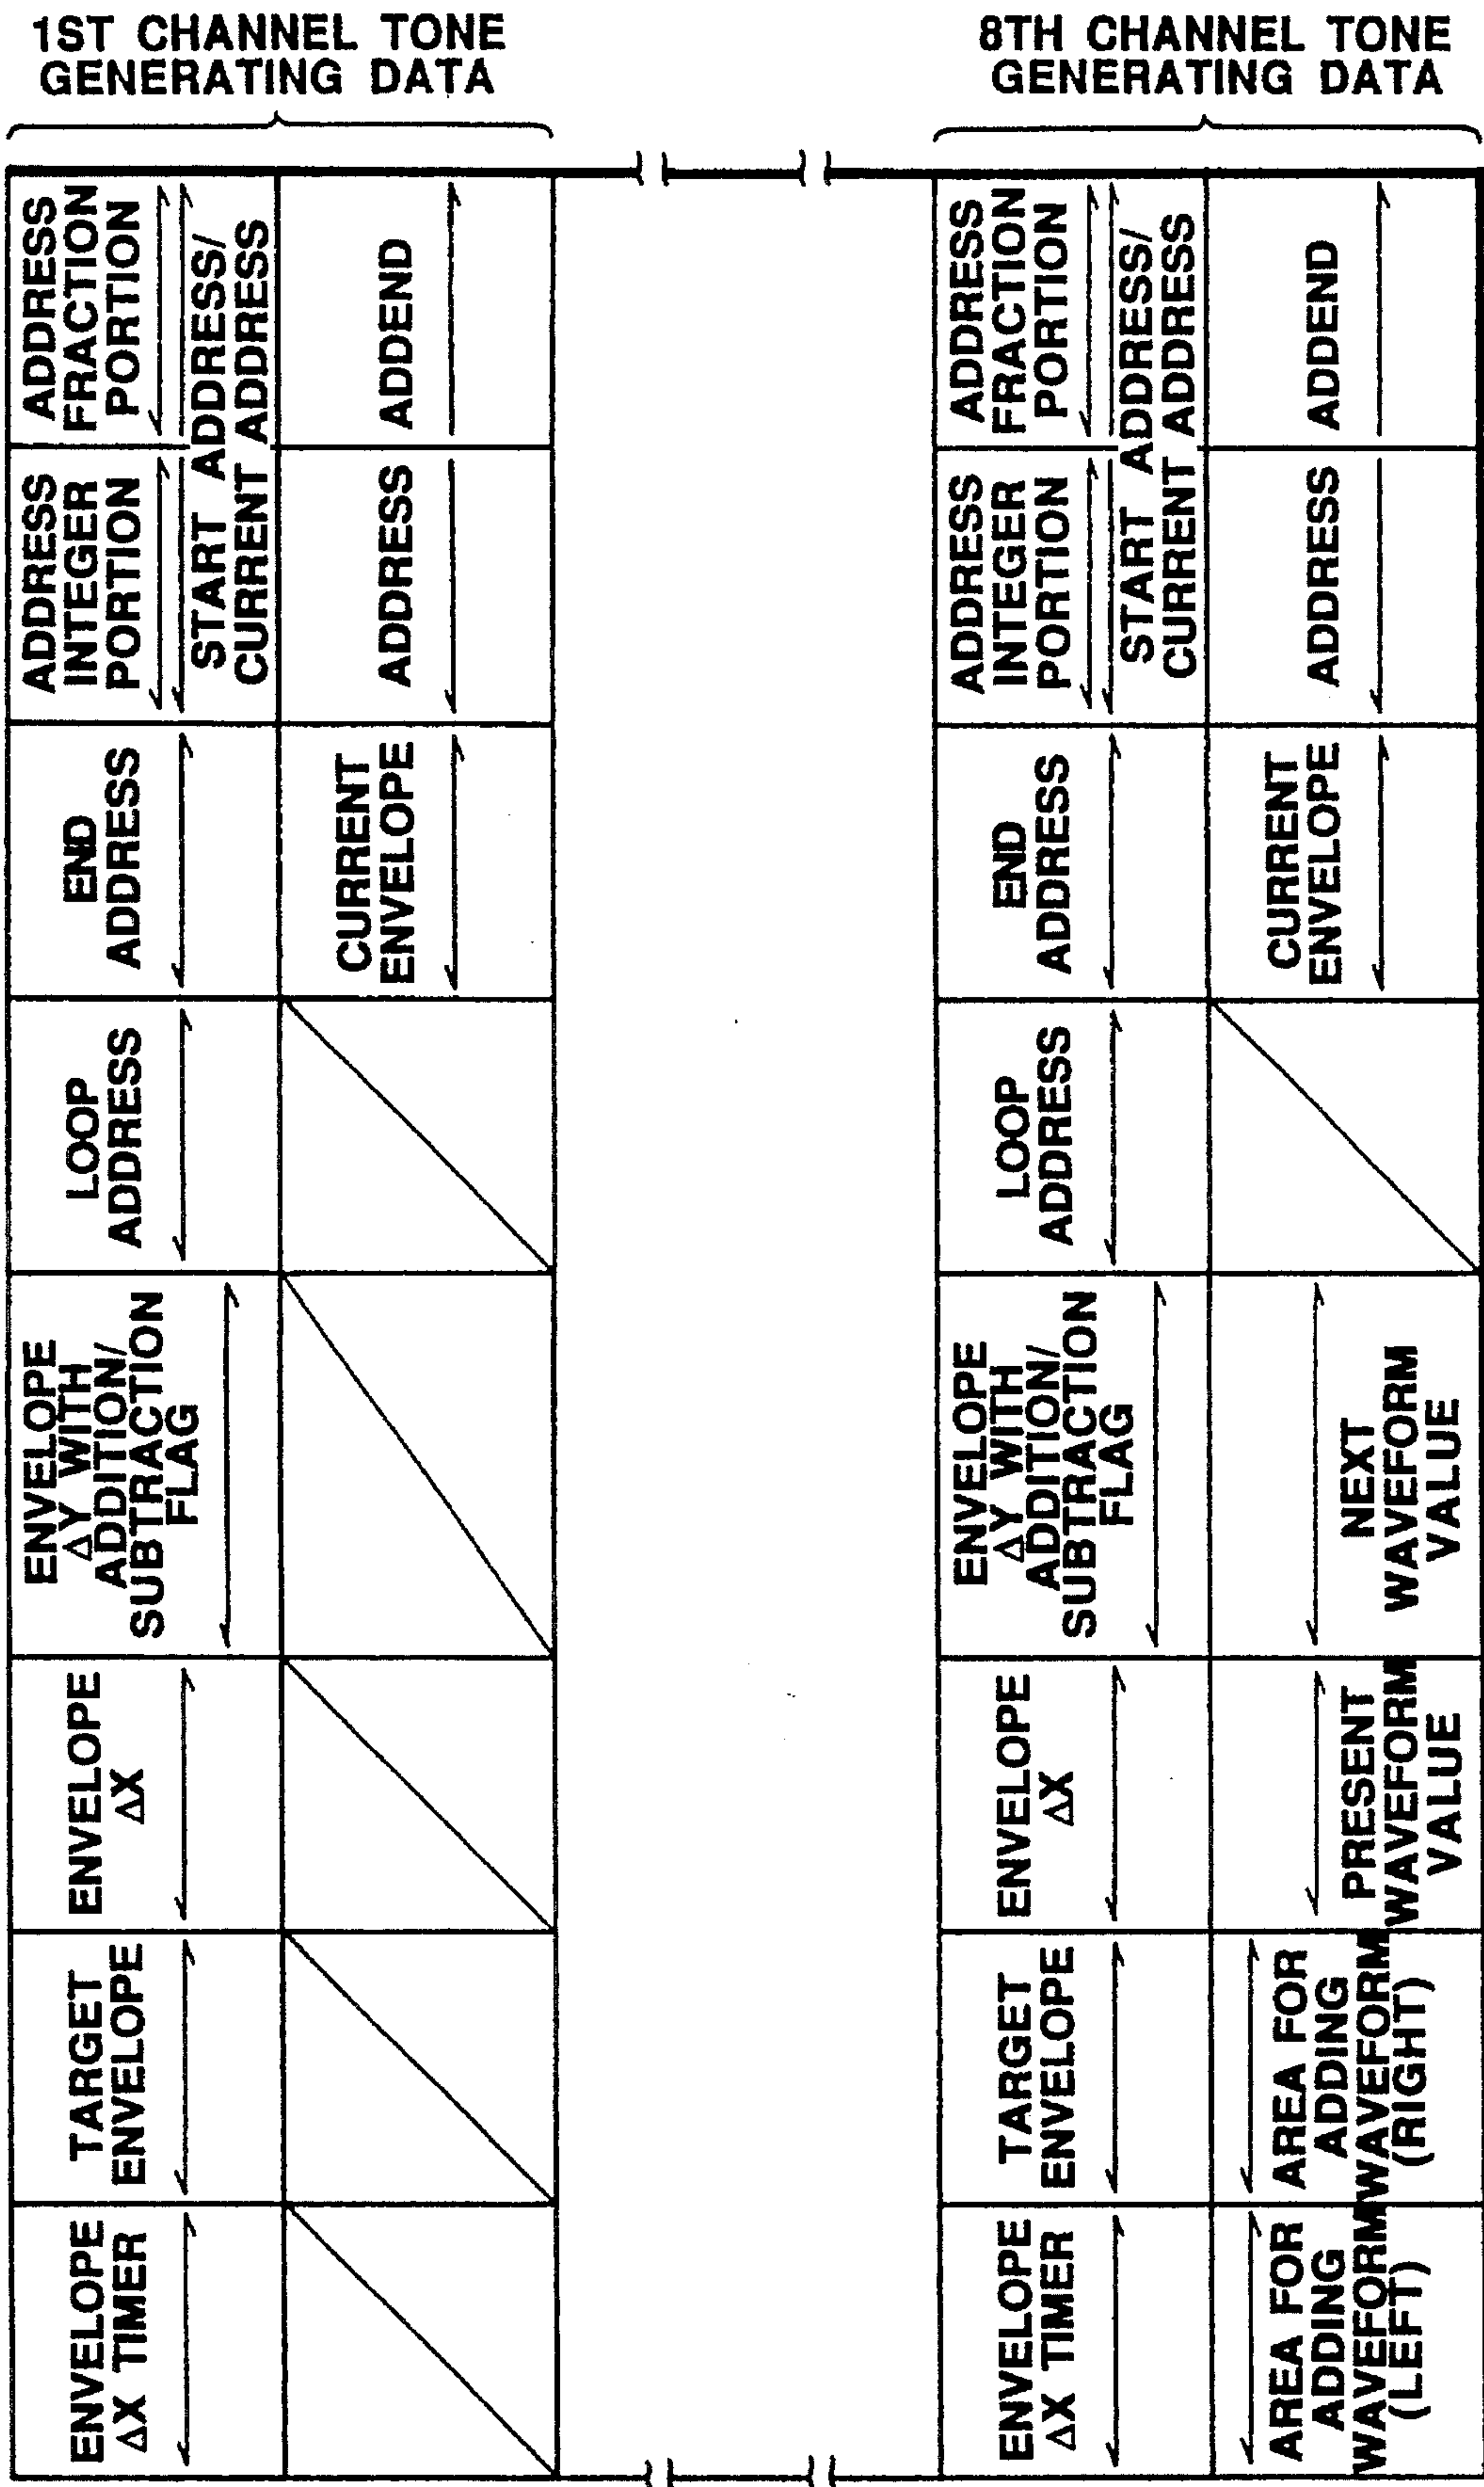 1ST CHANNEL TONE
GENERATING DATA
8TH CHANNEL TONE
GENERATING DATA
ADDRESS
FRACTION
PORTION
ADDRESS
INTEGER
PORTION
START ADDRESS/
CURRENT ADDRESS
END
ADDRESS
LOOP
ADDRESS
ENVELOPE
ΔY WITH
ADDITION/
SUBTRACTION
FLAG
ENVELOPE
ΔX
TARGET
ENVELOPE
ENVELOPE
ΔX TIMER
ADDRESS ADDEND
CURRENT
ENVELOPE
ADDRESS
FRACTION
PORTION
ADDRESS
INTEGER
PORTION
START ADDRESS/
CURRENT ADDRESS
END
ADDRESS
LOOP
ADDRESS
ENVELOPE
ΔY WITH
ADDITION/
SUBTRACTION
FLAG
ENVELOPE
ΔX
TARGET
ENVELOPE
ENVELOPE
ΔX TIMER
ADDRESS ADDEND
CURRENT
ENVELOPE
NEXT
WAVEFORM
VALUE
PRESENT
WAVEFORM
VALUE
AREA FOR
ADDING
WAVEFORM
(RIGHT)
AREA FOR
ADDING
WAVEFORM
(LEFT)